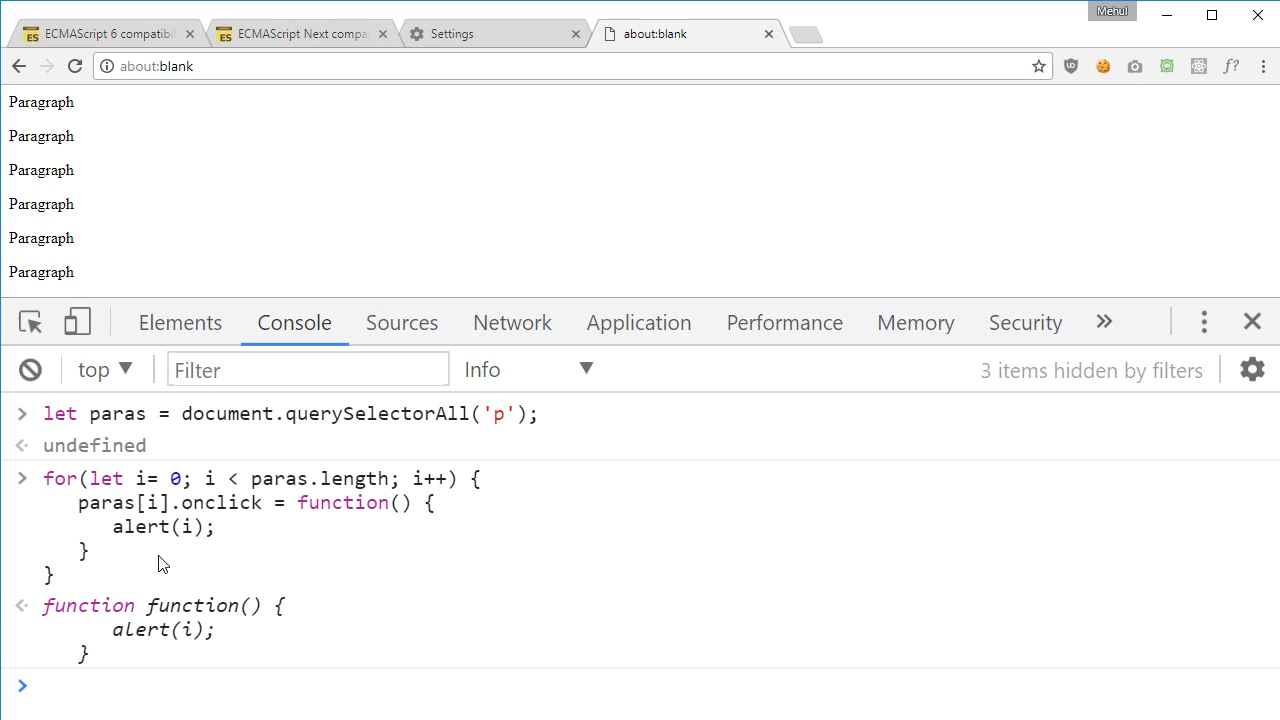 Mehul
ECMAScript 6 compatibi
ECMAScript Next compa
Settings
about:blank
about:blank
f?
Paragraph
Paragraph
Paragraph
Paragraph
Paragraph
Paragraph
Elements Console Sources Network Application Performance Memory Security
top Filter Info 3 items hidden by filters
let paras = document.querySelectorAll('p');
undefined
for(let i= 0; i < paras.length; i++) {
   paras[i].onclick = function() {
      alert(i);
   }
}
function function() {
      alert(i);
   }